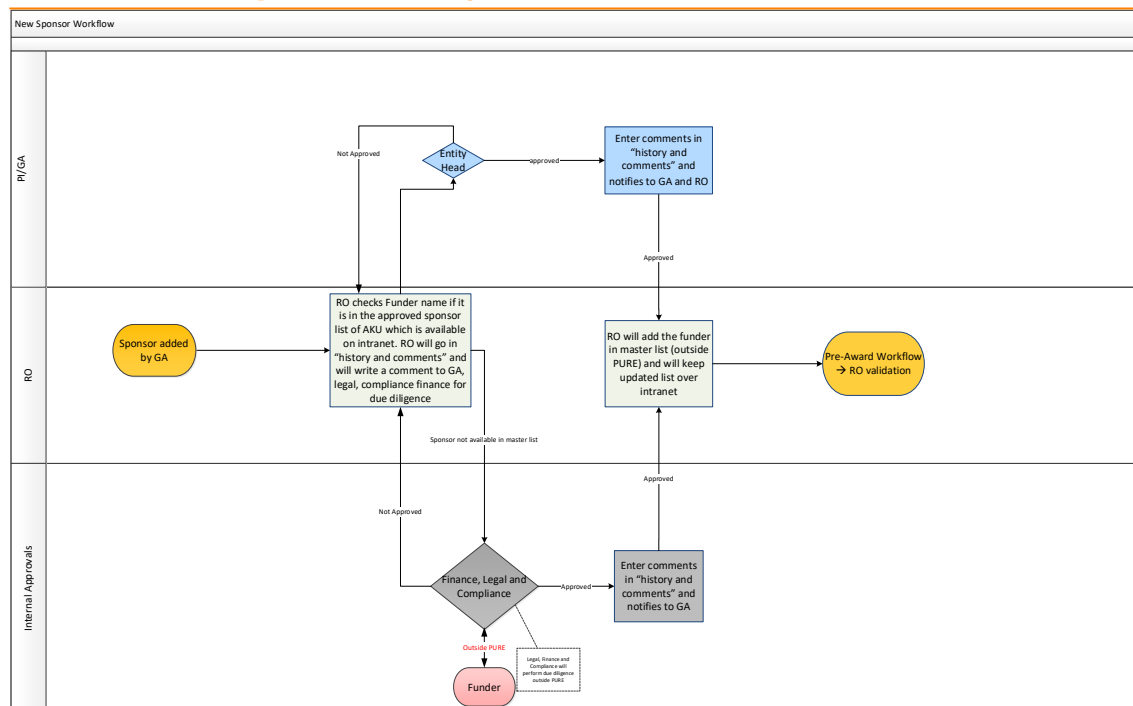 New Sponsor Workflow
PI/GA
Not Approved
Entity
Head
approved
Enter comments in
"history and
comments" and
notifies to GA and RO
Approved
RO
Sponsor added
by GA
RO checks Funder name if it
is in the approved sponsor
list of AKU which is available
on intranet. RO will go in
"history and comments" and
will write a comment to GA,
legal, compliance finance for
due diligence
RO will add the funder
in master list (outside
PURE) and will keep
updated list over
intranet
Pre-Award Workflow
→ RO validation
Sponsor not available in master list
Internal Approvals
Not Approved
Approved
Finance, Legal and
Compliance
Approved
Enter comments
in "history and
comments" and
notifies to GA
Outside PURE
Legal, Finance and
Compliance will
perform due diligence
outside PURE
Funder